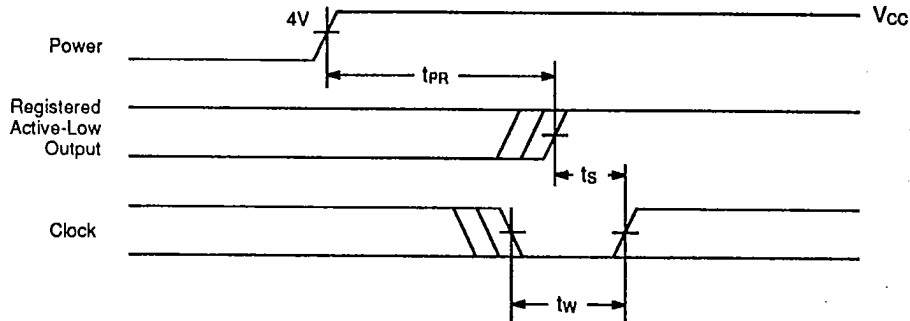 4V
VCC
Power
tPR
Registered
Active-Low
Output
tS
Clock
tW